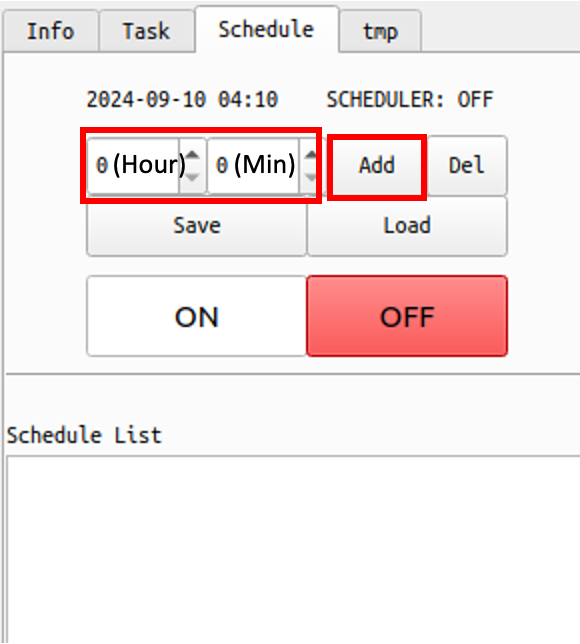 Info Task Schedule tmp
2024-09-10 04:10 SCHEDULER: OFF
0 (Hour) 0 (Min) Add Del
Save Load
ON OFF
Schedule List